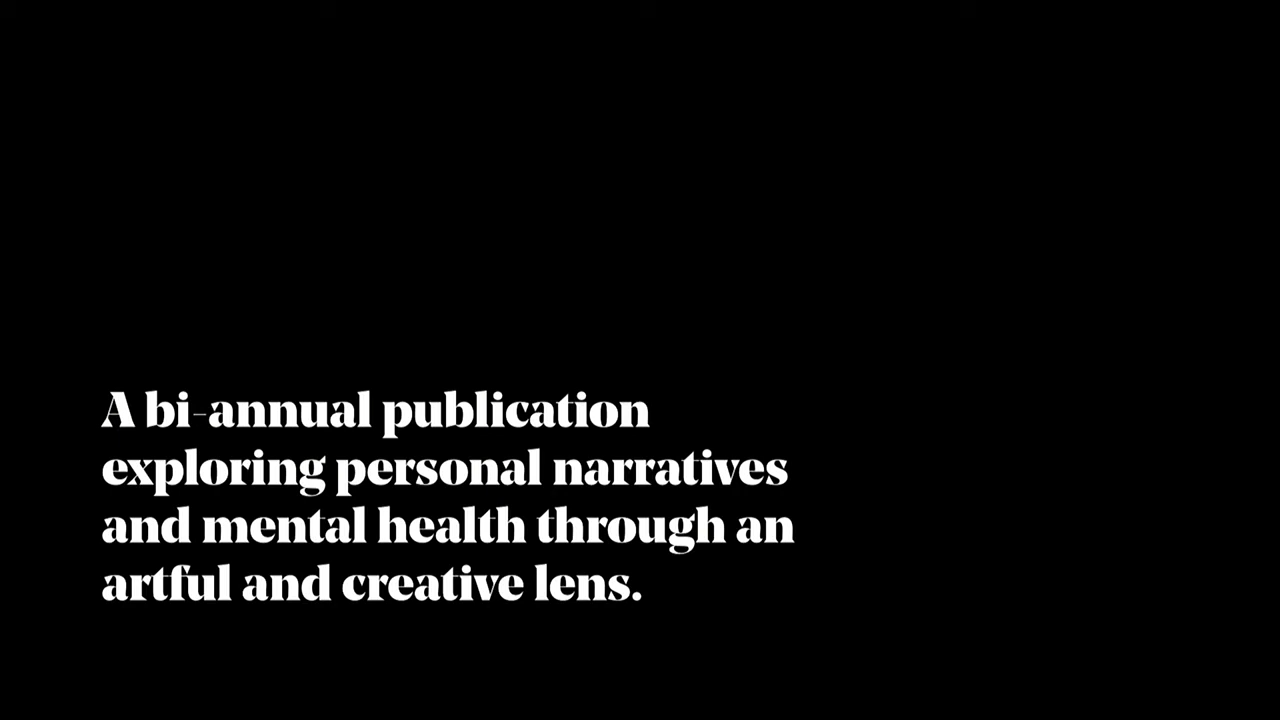 A bi-annual publication
exploring personal narratives
and mental health through an
artful and creative lens.